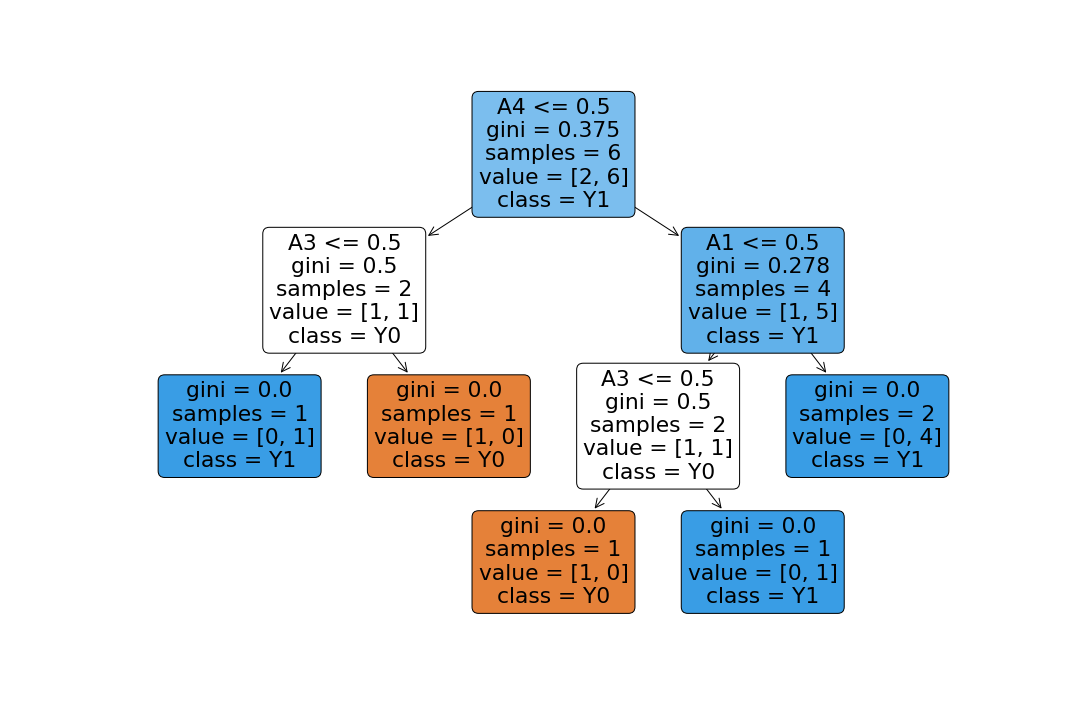 A4 <= 0.5
gini = 0.375
samples = 6
value = [2, 6]
class = Y1
A3 <= 0.5
gini = 0.5
samples = 2
value = [1, 1]
class = Y0
A1 <= 0.5
gini = 0.278
samples = 4
value = [1, 5]
class = Y1
gini = 0.0
samples = 1
value = [0, 1]
class = Y1
gini = 0.0
samples = 1
value = [1, 0]
class = Y0
A3 <= 0.5
gini = 0.5
samples = 2
value = [1, 1]
class = Y0
gini = 0.0
samples = 2
value = [0, 4]
class = Y1
gini = 0.0
samples = 1
value = [1, 0]
class = Y0
gini = 0.0
samples = 1
value = [0, 1]
class = Y1